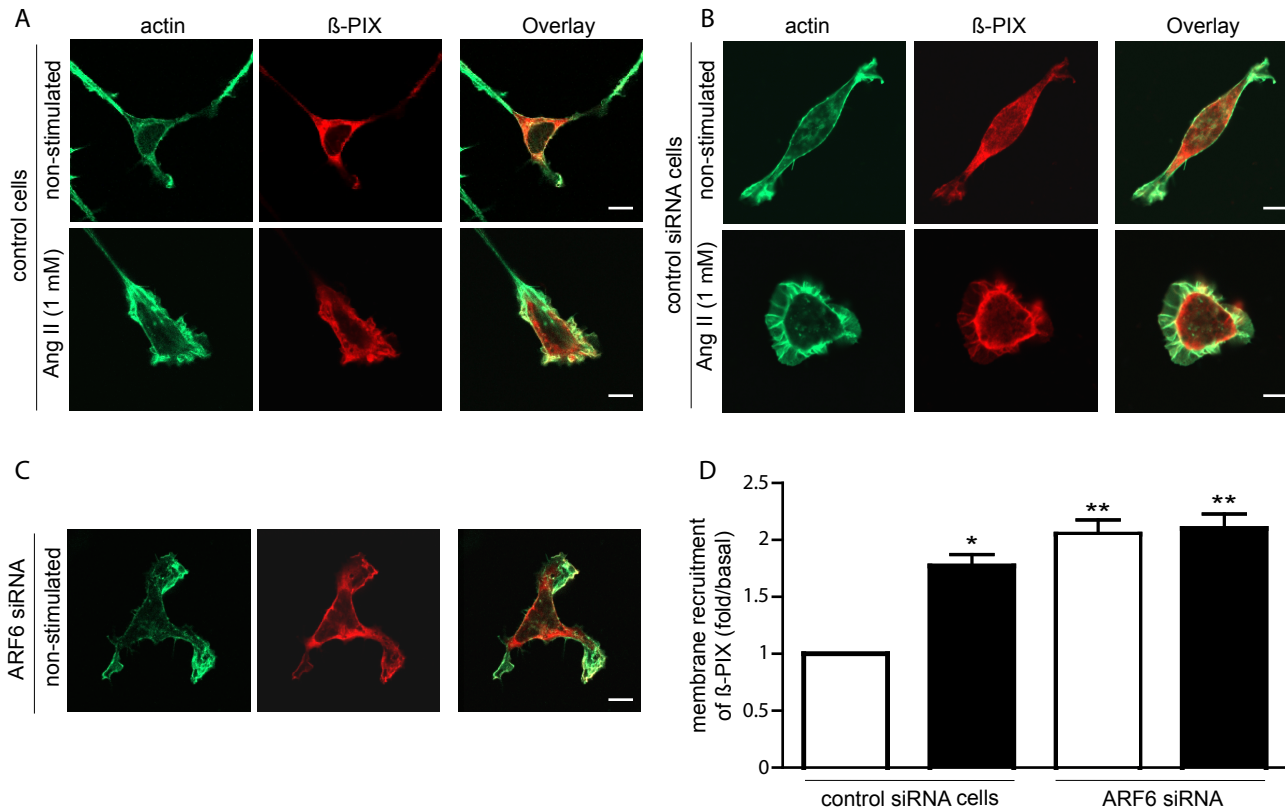 A
actin
ß-PIX
Overlay
control cells
non-stimulated
Ang II (1 mM)
B
actin
ß-PIX
Overlay
control siRNA cells
non-stimulated
Ang II (1 mM)
C
ARF6 siRNA
non-stimulated
D
membrane recruitment
of ß-PIX (fold/basal)
2.5
2
1.5
1
0.5
0
*
**
**
control siRNA cells
ARF6 siRNA